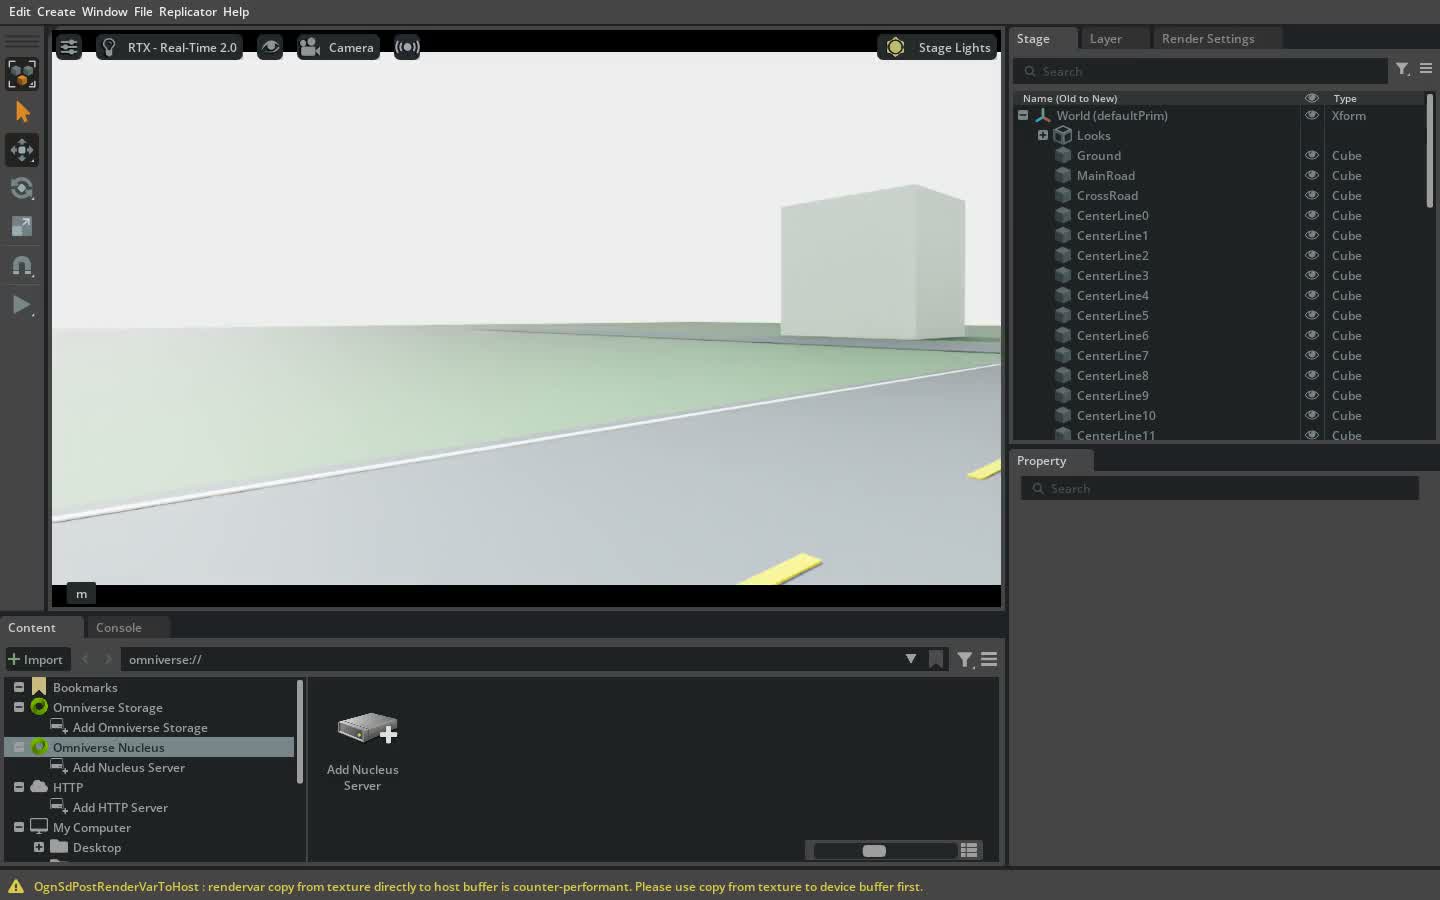 Edit Create Window File Replicator Help
RTX - Real-Time 2.0
Camera
Stage Lights
m
Stage
Layer
Render Settings
Search
Name (Old to New)
Type
World (defaultPrim)
Xform
Looks
Ground
Cube
MainRoad
Cube
CrossRoad
Cube
CenterLine0
Cube
CenterLine1
Cube
CenterLine2
Cube
CenterLine3
Cube
CenterLine4
Cube
CenterLine5
Cube
CenterLine6
Cube
CenterLine7
Cube
CenterLine8
Cube
CenterLine9
Cube
CenterLine10
Cube
CenterLine11
Cube
Property
Search
Content
Console
Import
omniverse://
Bookmarks
Omniverse Storage
Add Omniverse Storage
Omniverse Nucleus
Add Nucleus Server
HTTP
Add HTTP Server
My Computer
Desktop
Add Nucleus
Server
OgnSdPostRenderVarToHost : rendervar copy from texture directly to host buffer is counter-performant. Please use copy from texture to device buffer first.